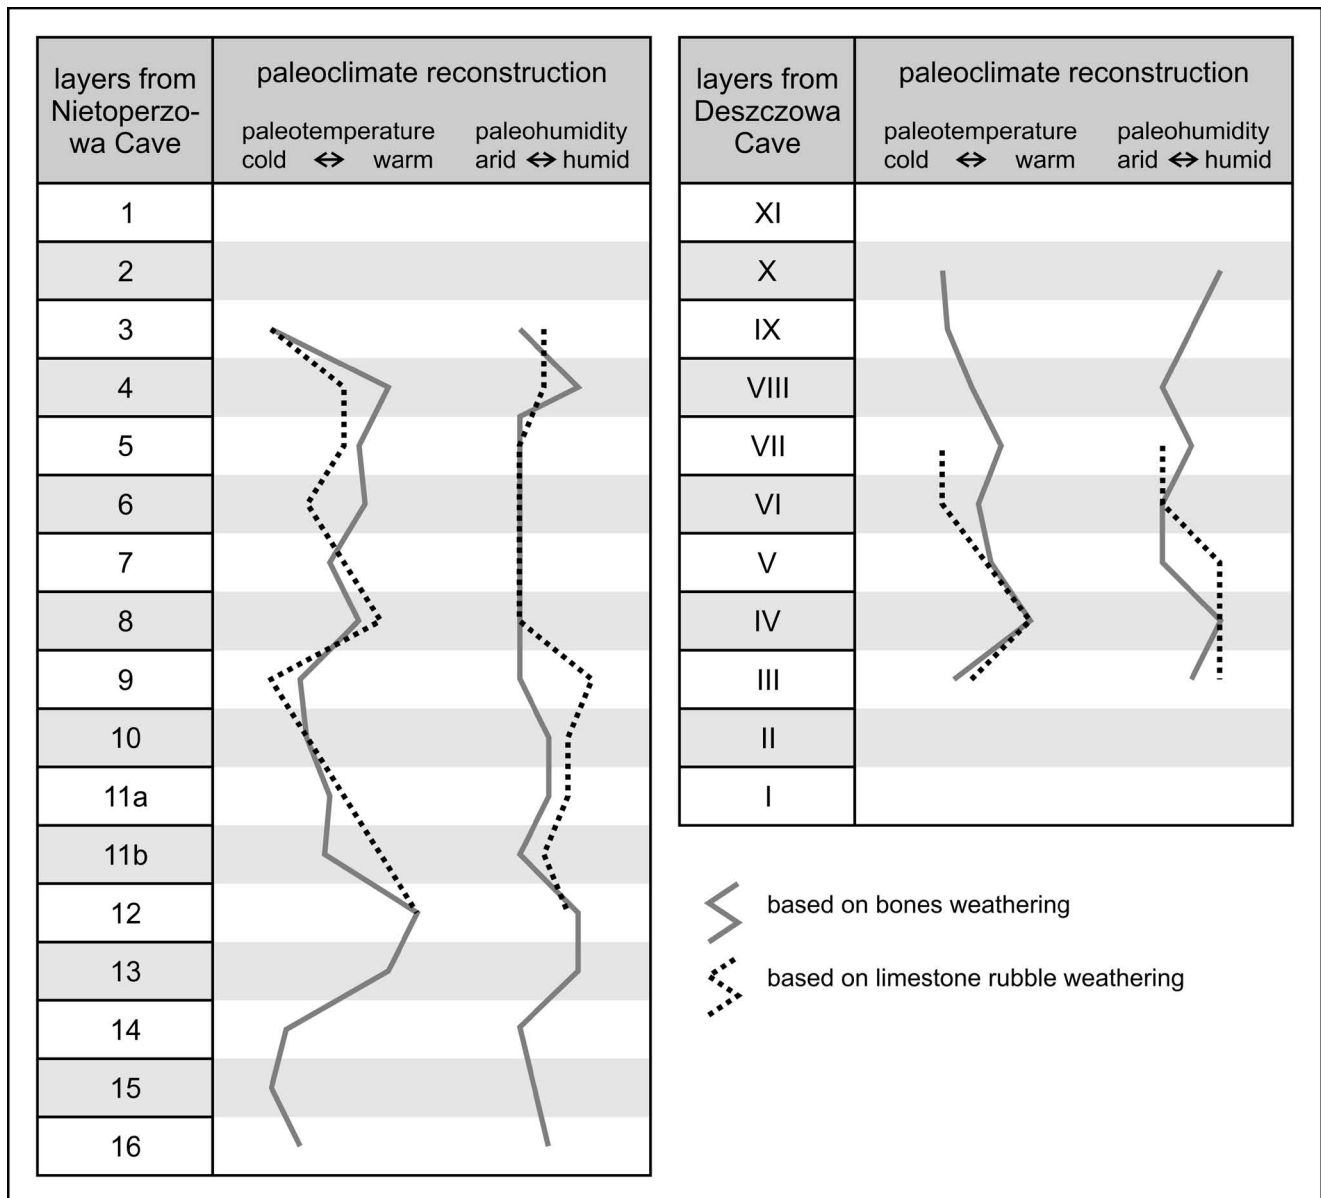 layers from
Nietoperzo-
wa Cave
paleoclimate reconstruction
paleotemperature
cold ↔ warm
paleohumidity
arid ↔ humid
1
2
3
4
5
6
7
8
9
10
11a
11b
12
13
14
15
16
layers from
Deszczowa
Cave
paleoclimate reconstruction
paleotemperature
cold ↔ warm
paleohumidity
arid ↔ humid
XI
X
IX
VIII
VII
VI
V
IV
III
II
I
based on bones weathering
based on limestone rubble weathering